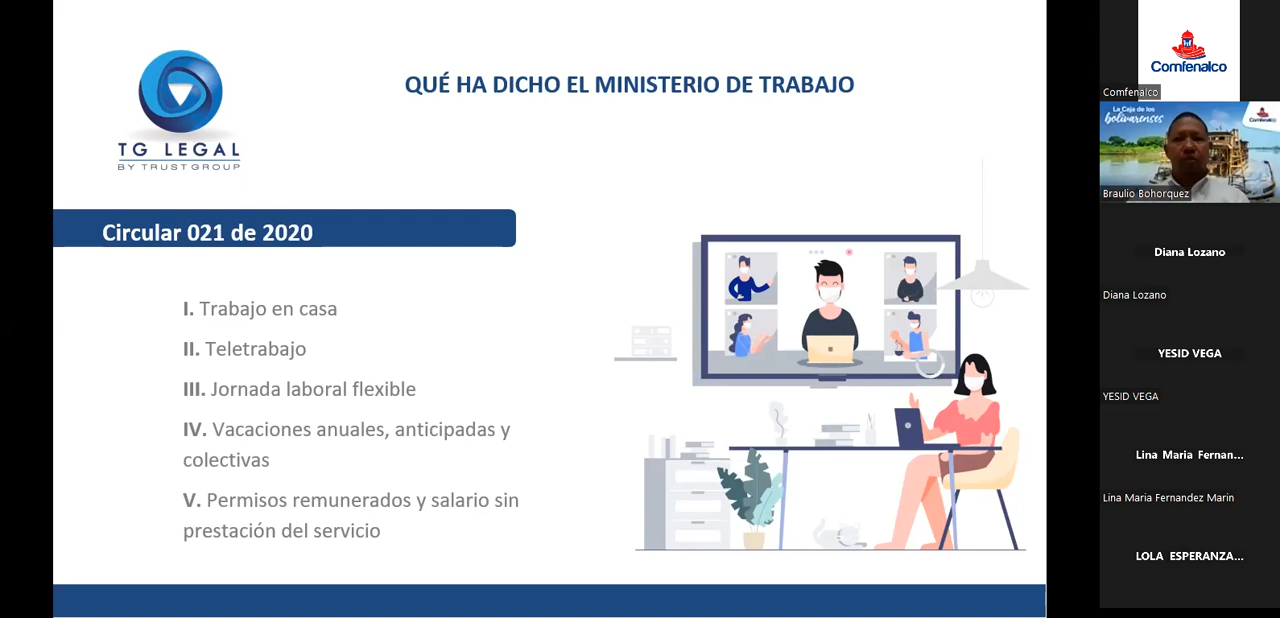 QUÉ HA DICHO EL MINISTERIO DE TRABAJO
TG LEGAL
BY TRUSTGROUP
Circular 021 de 2020
I. Trabajo en casa
II. Teletrabajo
III. Jornada laboral flexible
IV. Vacaciones anuales, anticipadas y
colectivas
V. Permisos remunerados y salario sin
prestación del servicio
Comfenalco
Comfenalco
La Caja de los
bolivarenses
Comfenalco
Braulio Bohorquez
Diana Lozano
Diana Lozano
YESID VEGA
YESID VEGA
Lina Maria Fernan...
Lina Maria Fernandez Marin
LOLA ESPERANZA...